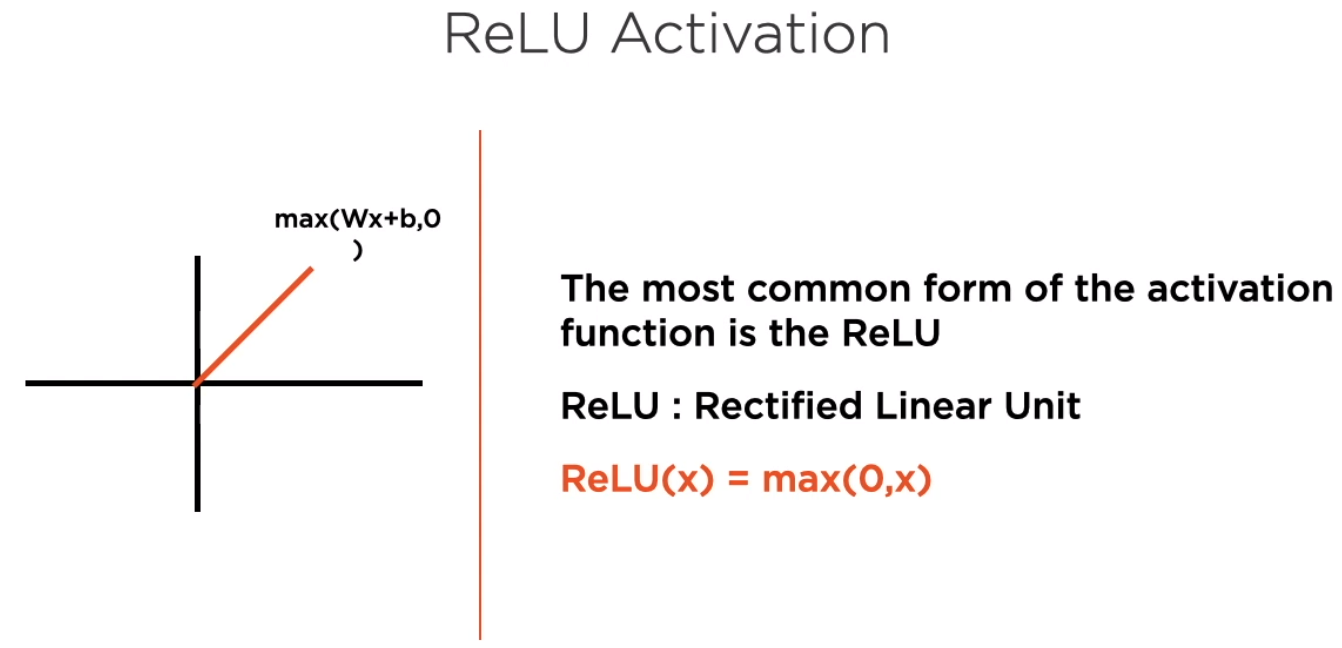 ReLU Activation
max(Wx+b,0
)
The most common form of the activation
function is the ReLU
ReLU : Rectified Linear Unit
ReLU(x) = max(0,x)